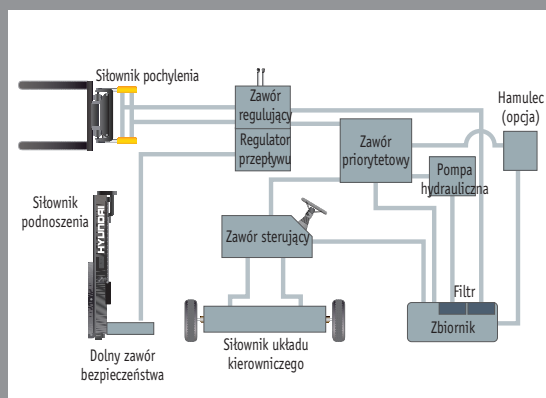 Siłownik pochylenia
Zawór
regulujący
Regulator
przepływu
Zawór
priorytetowy
Hamulec
(opcja)
Pompa
hydrauliczna
Siłownik
podnoszenia
HYUNDAI
Zawór sterujący
Filtr
Zbiornik
Siłownik układu
kierowniczego
Dolny zawór
bezpieczeństwa